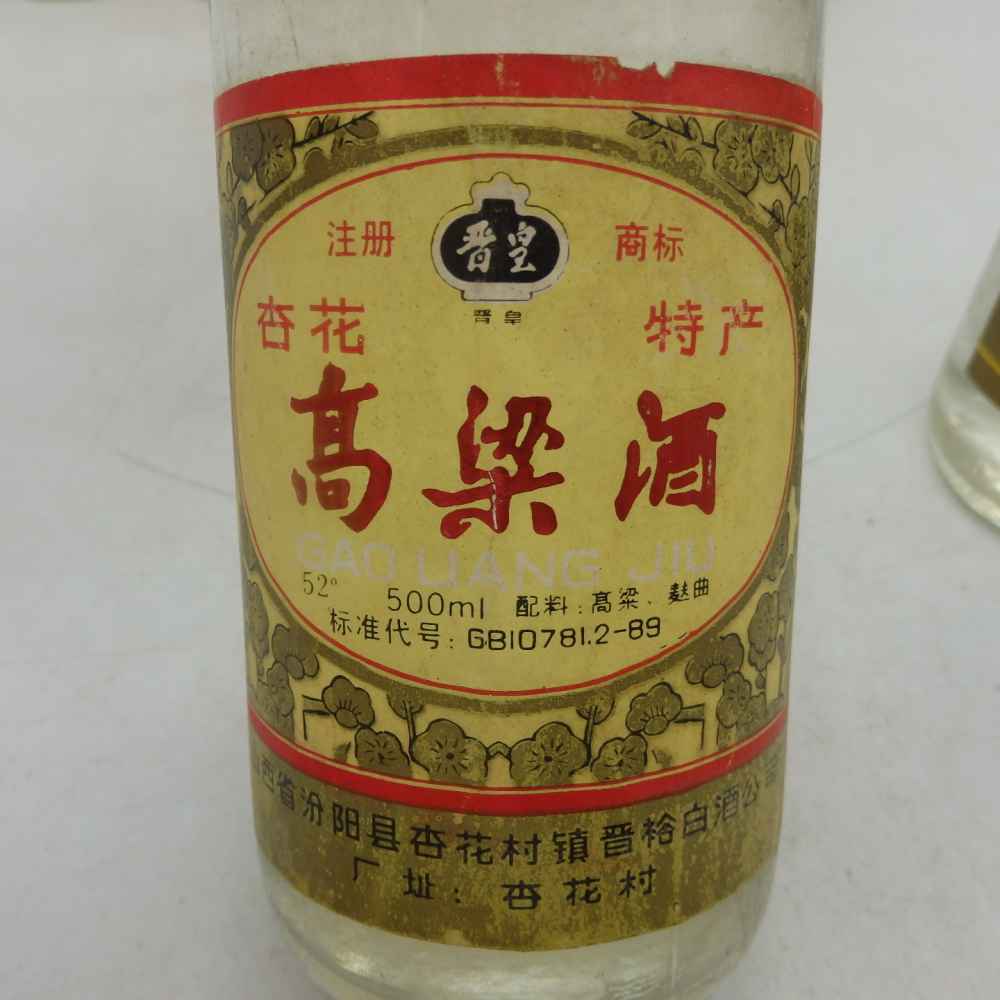 注册 晋皇 商标
晋皇
杏花 特产
高粱酒
GAO LIANG JIU
52° 500ml 配料:高粱、麸曲
标准代号:GB10781.2-89
山西省汾阳县杏花村镇晋裕白酒公司
厂址:杏花村